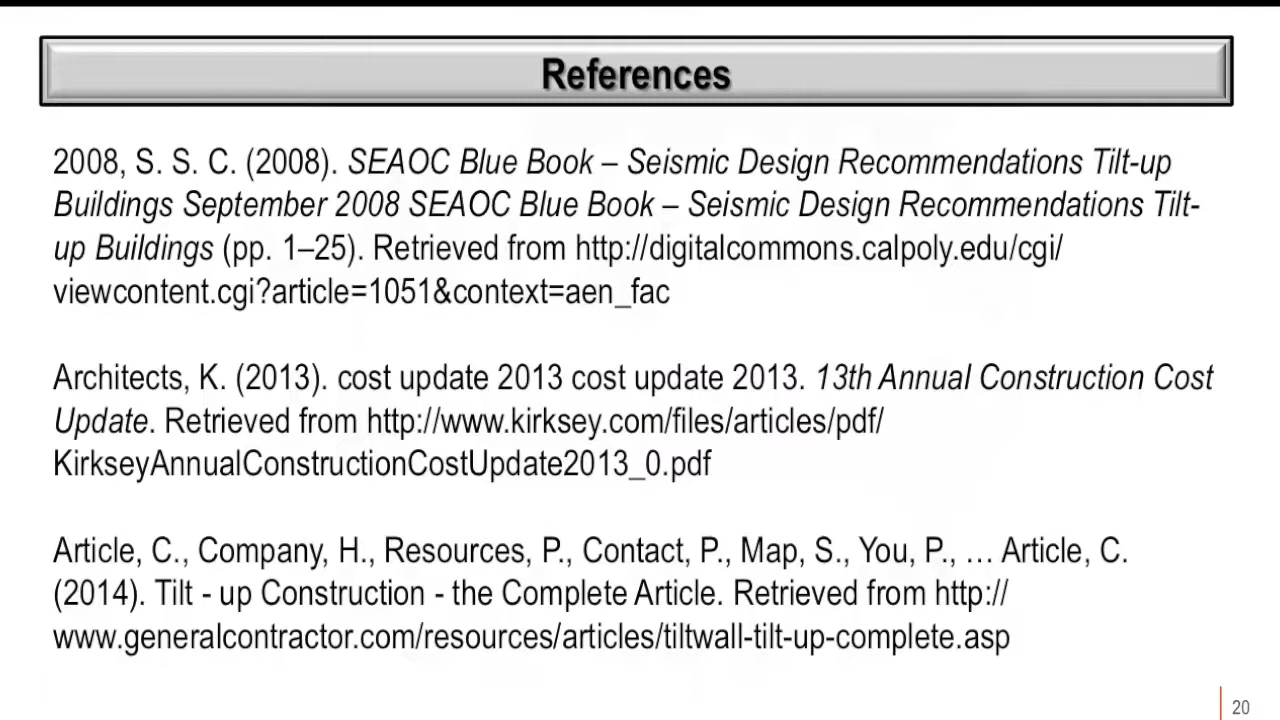 References
2008, S. S. C. (2008). SEAOC Blue Book – Seismic Design Recommendations Tilt-up
Buildings September 2008 SEAOC Blue Book – Seismic Design Recommendations Tilt-
up Buildings (pp. 1–25). Retrieved from http://digitalcommons.calpoly.edu/cgi/
viewcontent.cgi?article=1051&context=aen_fac
Architects, K. (2013). cost update 2013 cost update 2013. 13th Annual Construction Cost
Update. Retrieved from http://www.kirksey.com/files/articles/pdf/
KirkseyAnnualConstructionCostUpdate2013_0.pdf
Article, C., Company, H., Resources, P., Contact, P., Map, S., You, P., … Article, C.
(2014). Tilt - up Construction - the Complete Article. Retrieved from http://
www.generalcontractor.com/resources/articles/tiltwall-tilt-up-complete.asp
20